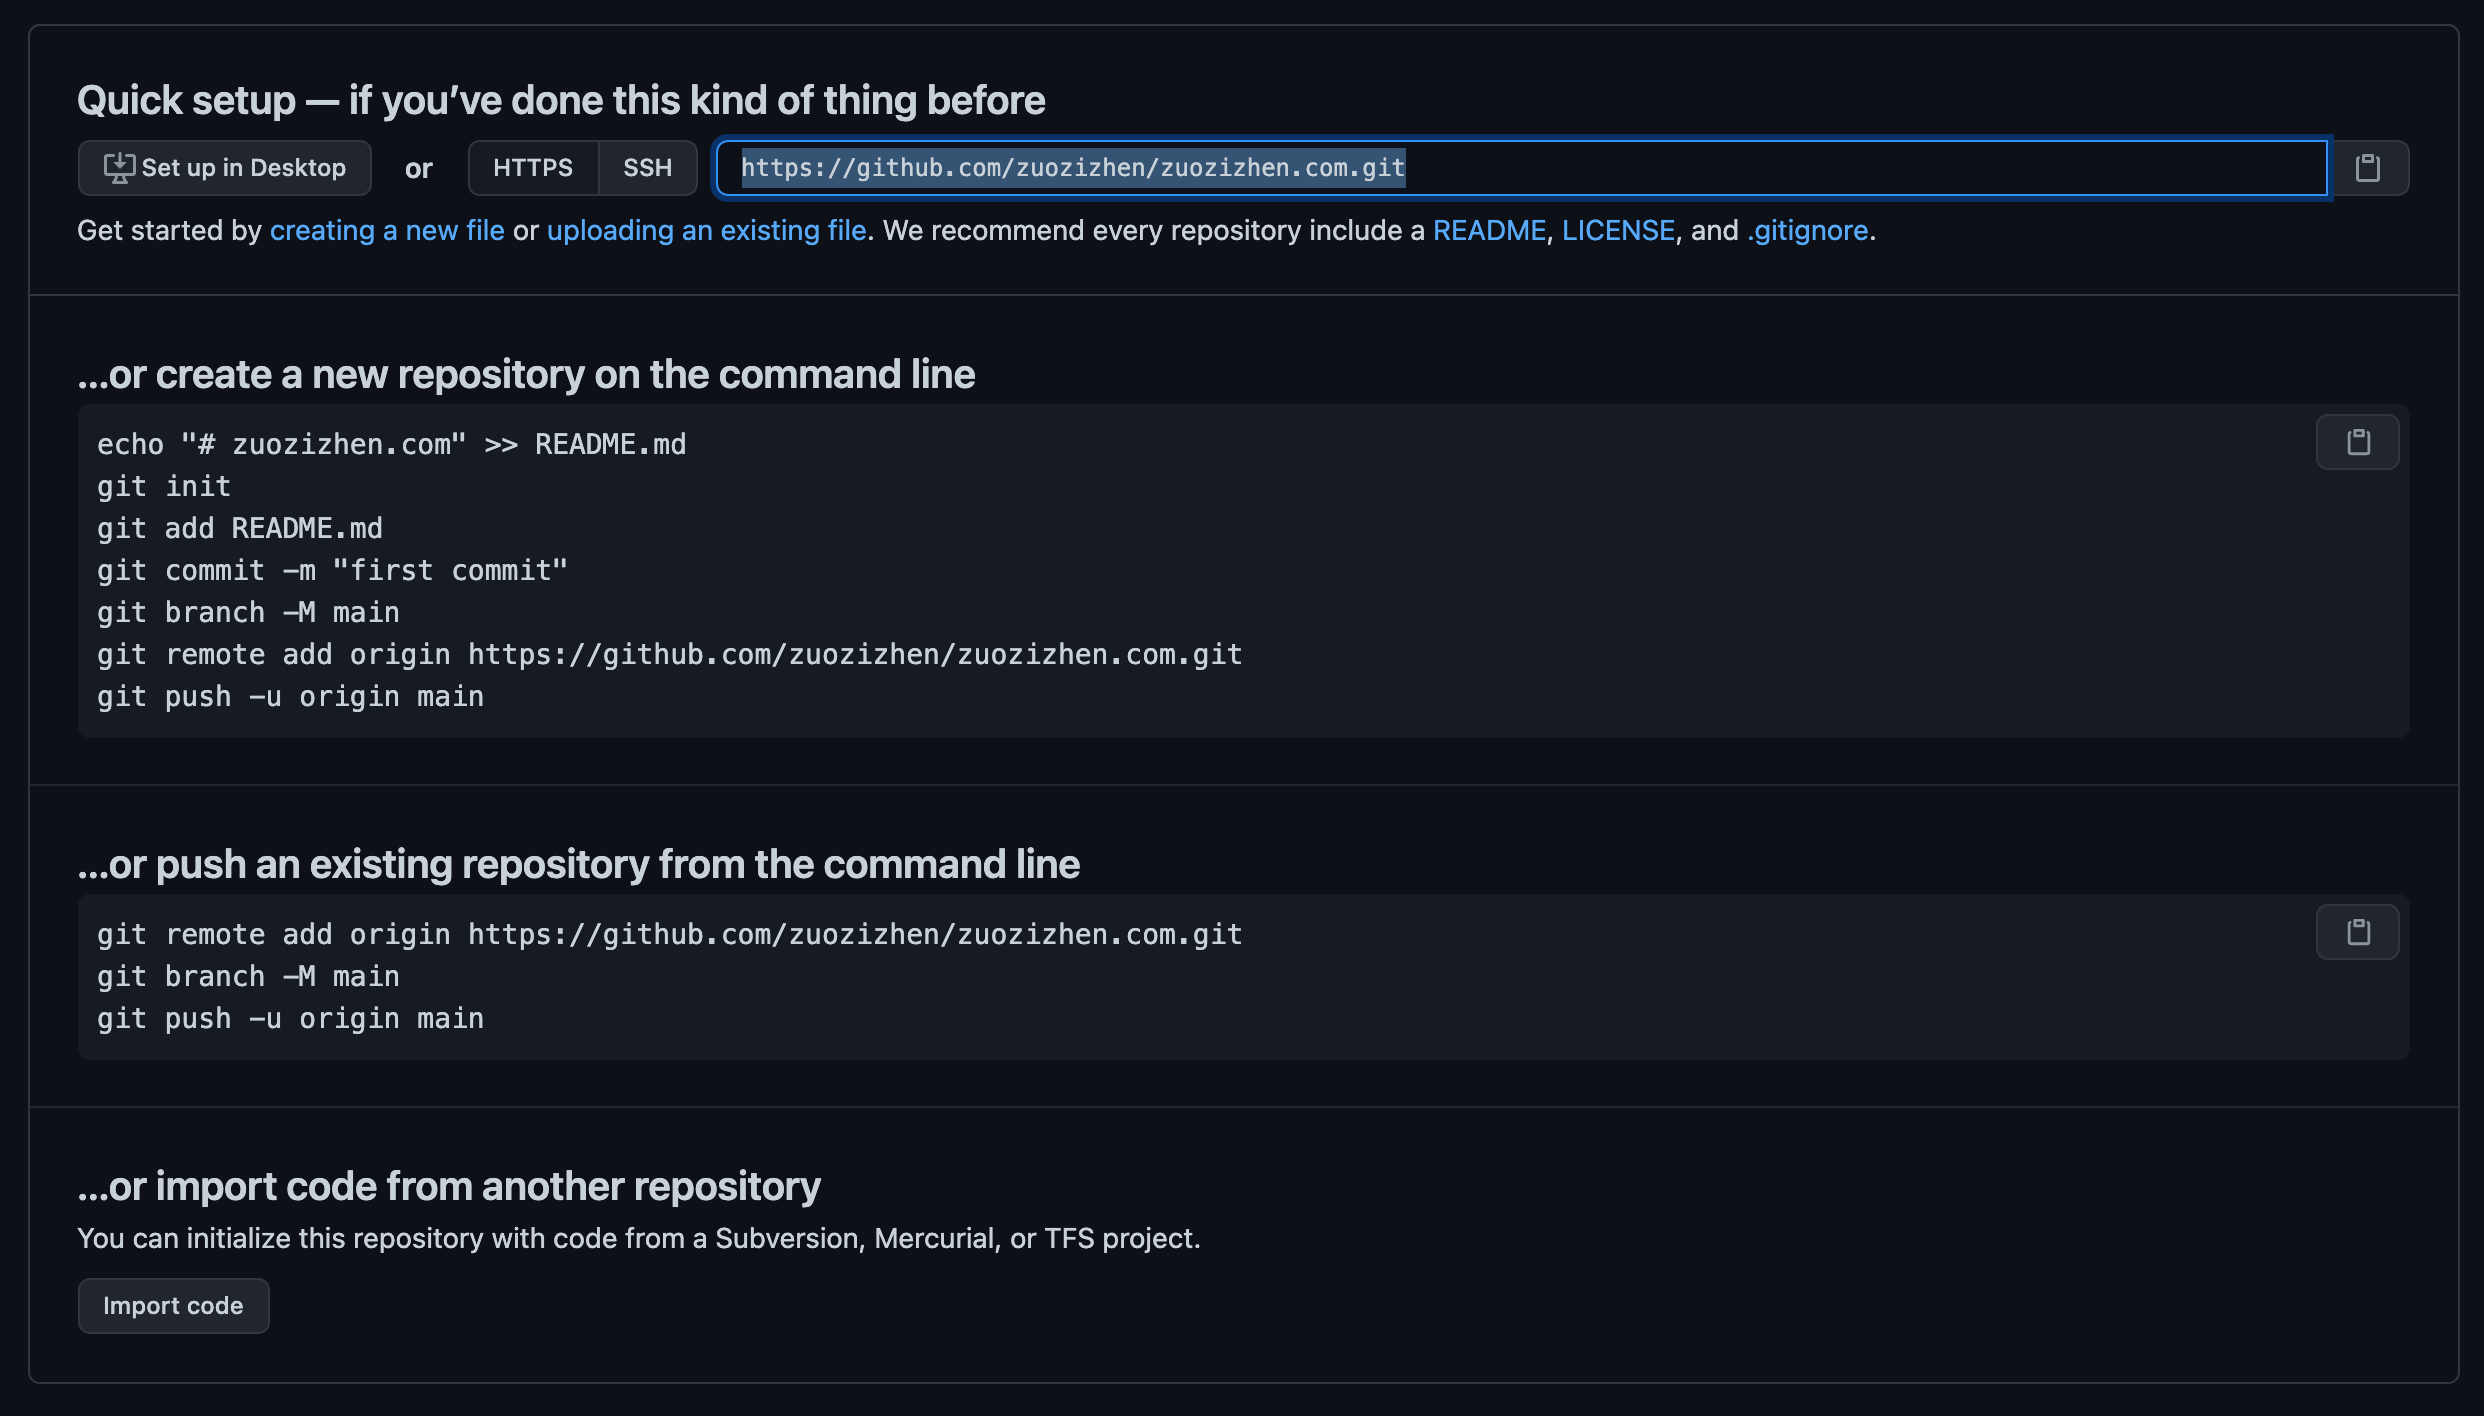 Quick setup — if you’ve done this kind of thing before
Set up in Desktop or HTTPS SSH https://github.com/zuozizhen/zuozizhen.com.git
Get started by creating a new file or uploading an existing file. We recommend every repository include a README, LICENSE, and .gitignore.
…or create a new repository on the command line
echo "# zuozizhen.com" >> README.md
git init
git add README.md
git commit -m "first commit"
git branch -M main
git remote add origin https://github.com/zuozizhen/zuozizhen.com.git
git push -u origin main
…or push an existing repository from the command line
git remote add origin https://github.com/zuozizhen/zuozizhen.com.git
git branch -M main
git push -u origin main
…or import code from another repository
You can initialize this repository with code from a Subversion, Mercurial, or TFS project.
Import code